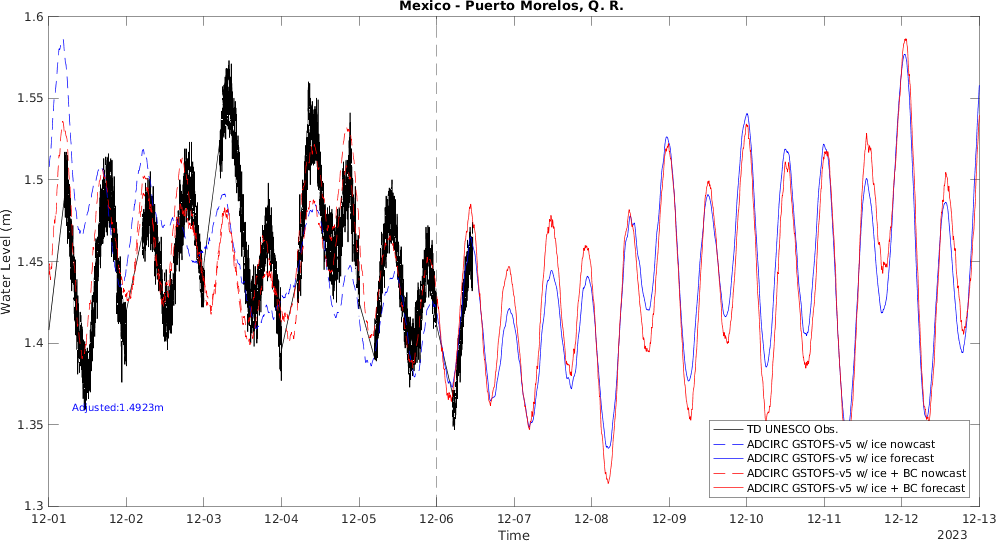 Mexico - Puerto Morelos, Q. R.
1.6
1.55
1.5
1.45
1.4
1.35
1.3
Water Level (m)
Adjusted:1.4923m
TD UNESCO Obs.
ADCIRC GSTOFS-v5 w/ ice nowcast
ADCIRC GSTOFS-v5 w/ ice forecast
ADCIRC GSTOFS-v5 w/ ice + BC nowcast
ADCIRC GSTOFS-v5 w/ ice + BC forecast
12-01 12-02 12-03 12-04 12-05 12-06 12-07 12-08 12-09 12-10 12-11 12-12 12-13
Time
2023